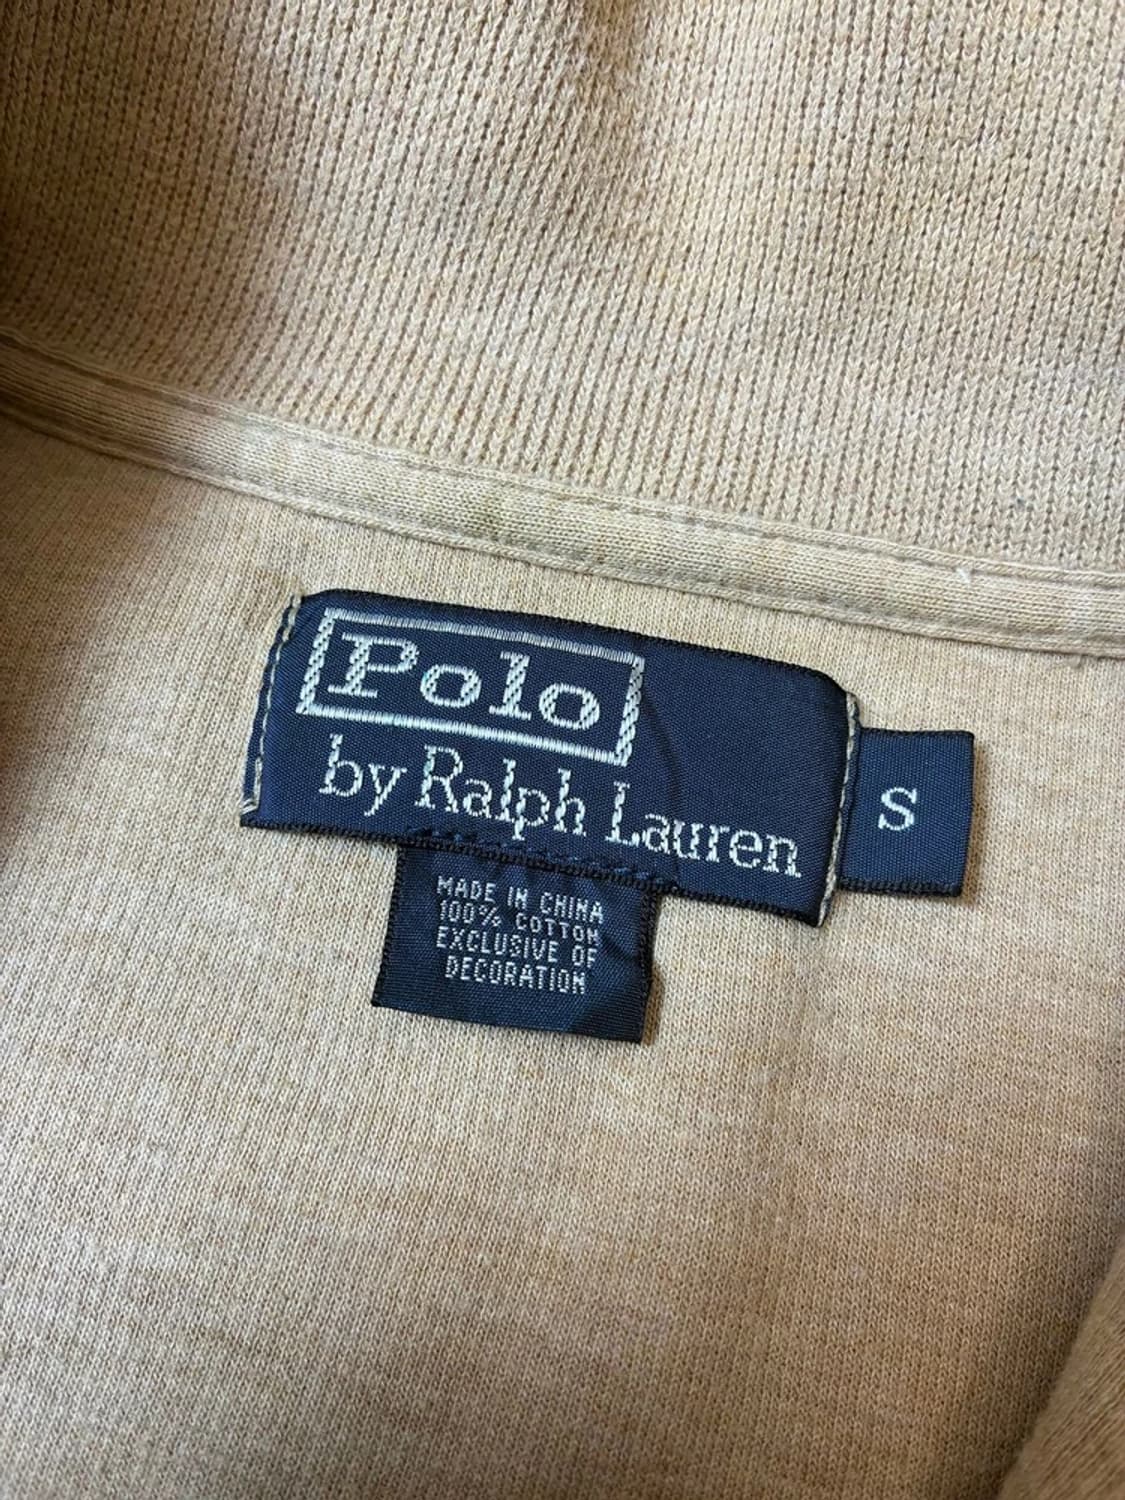 Polo
by Ralph Lauren
S
MADE IN CHINA
100% COTTON
EXCLUSIVE OF
DECORATION